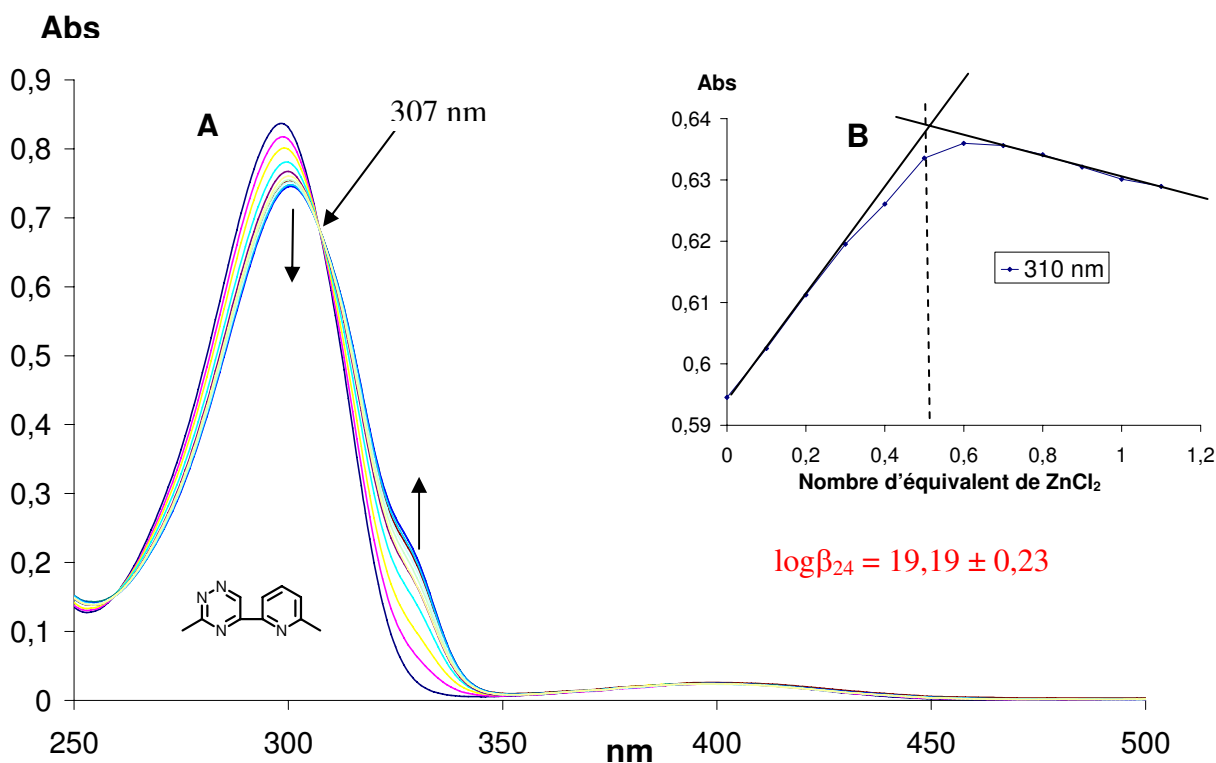 Abs
0,9
0,8
0,7
0,6
0,5
0,4
0,3
0,2
0,1
0
250
300
350
400
450
500
nm
A
307 nm
N
N
N
N
Abs
B
0,64
0,63
0,62
0,61
0,6
0,59
0
0,2
0,4
0,6
0,8
1
1,2
Nombre d'équivalent de ZnCl₂
310 nm
logβ₂₄ = 19,19 ± 0,23